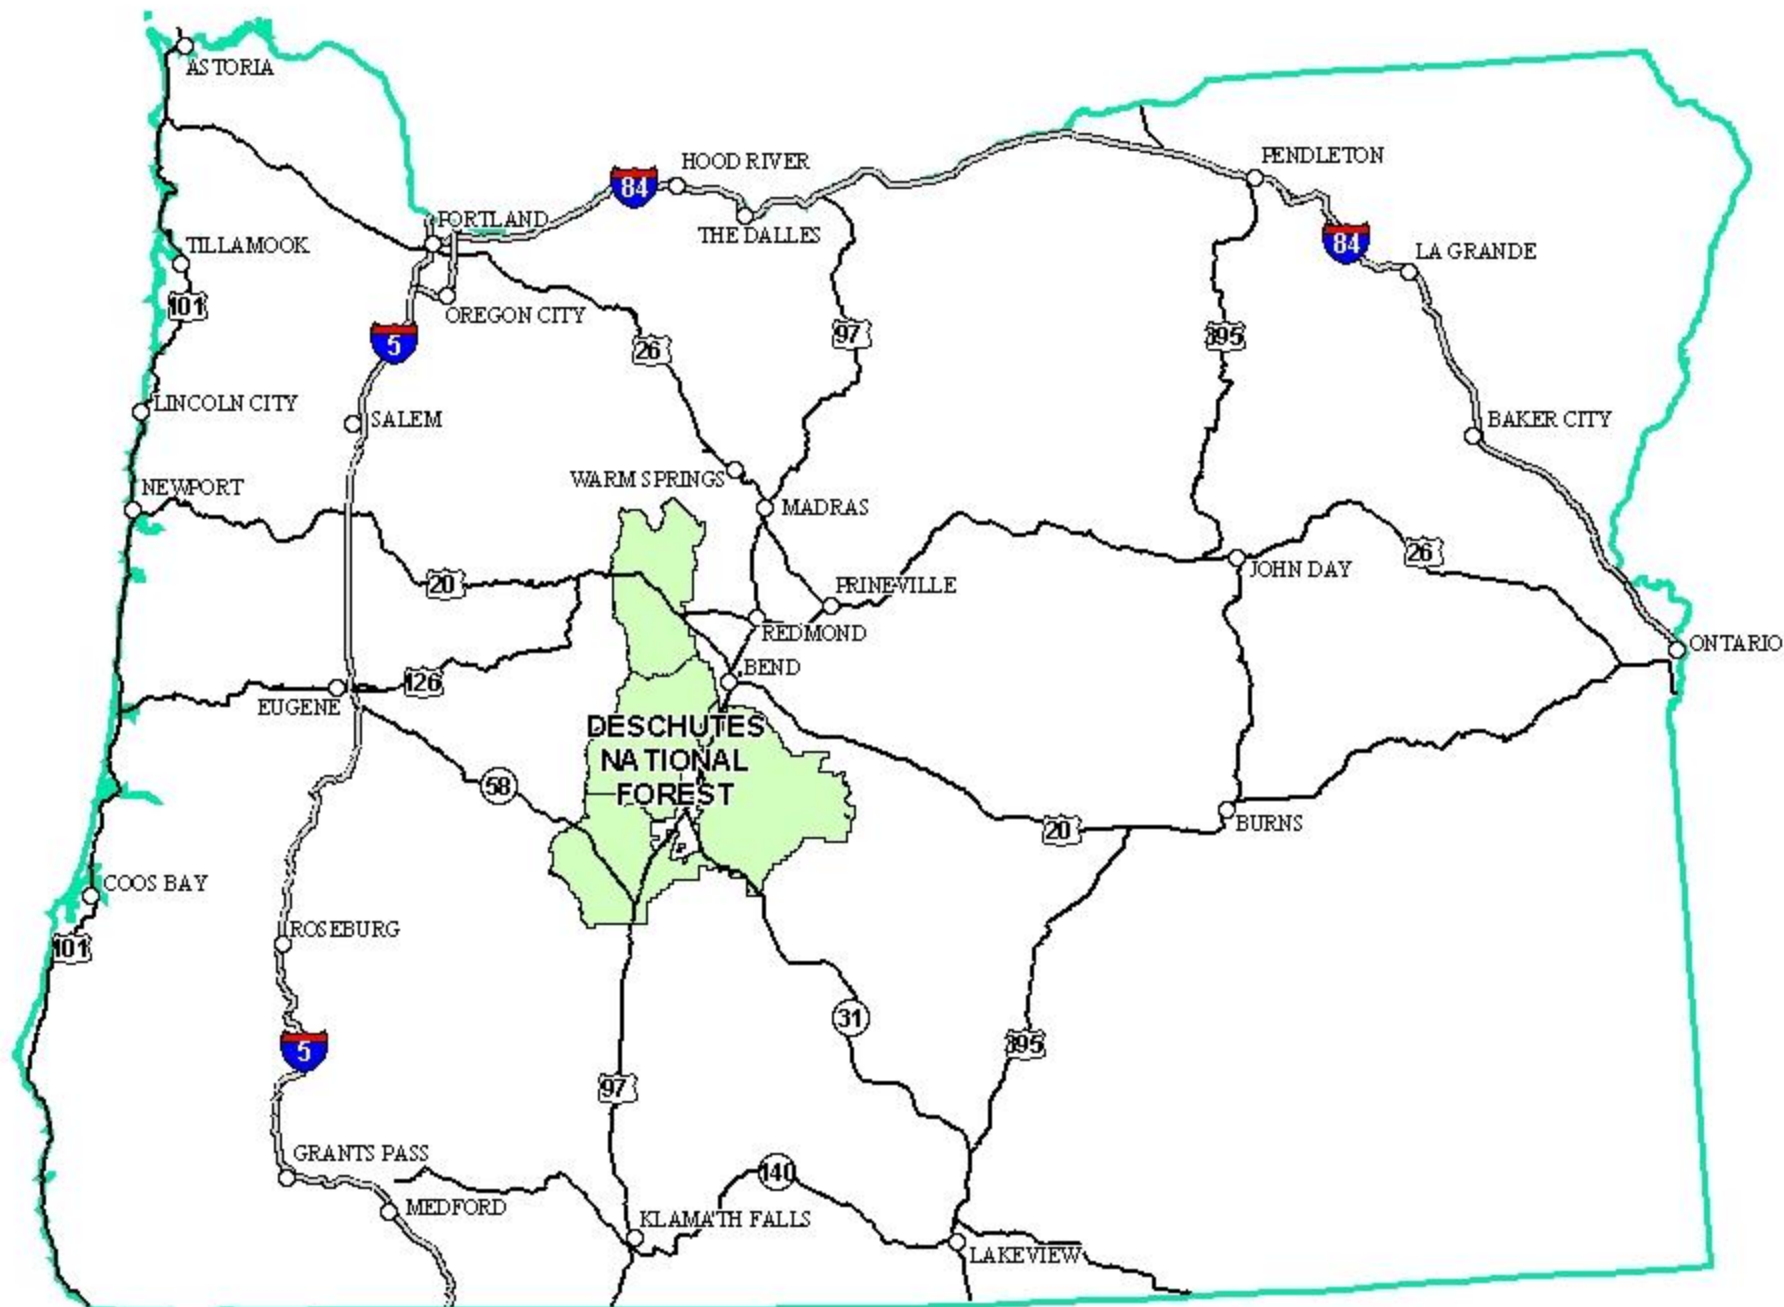 ASTORIA
HOOD RIVER
PENDLETON
84
PORTLAND
THE DALLES
TILLAMOOK
84
LA GRANDE
101
OREGON CITY
5
26
97
395
LINCOLN CITY
SALEM
BAKER CITY
WARM SPRINGS
NEWPORT
MADRAS
20
PRINEVILLE
JOHN DAY
26
REDMOND
ONTARIO
BEND
126
EUGENE
DESCHUTES
NATIONAL
FOREST
58
20
BURNS
COOS BAY
ROSEBURG
101
31
5
395
97
GRANTS PASS
140
MEDFORD
KLAMATH FALLS
LAKEVIEW